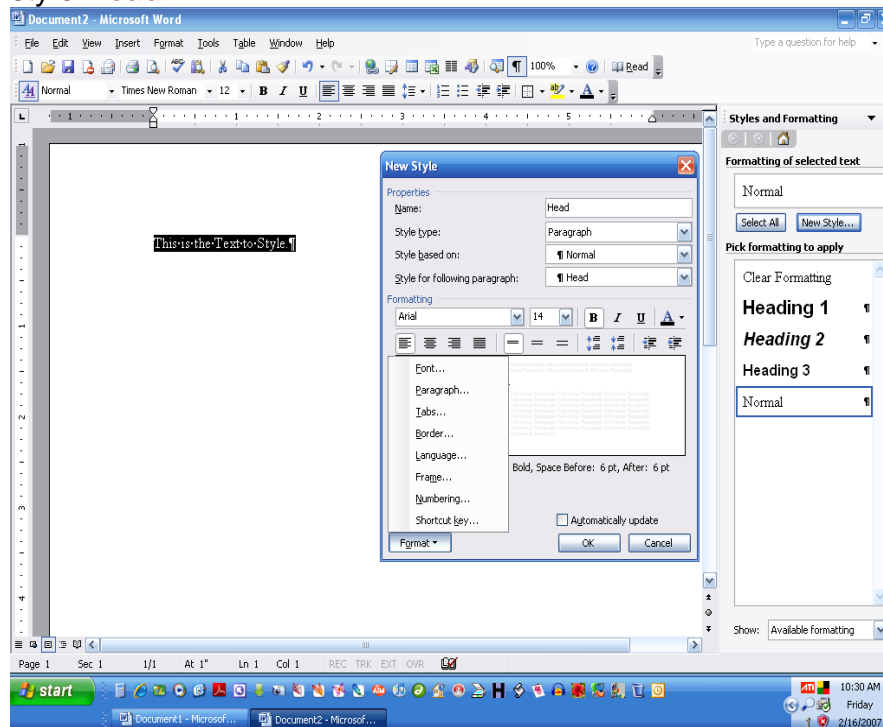 Document2 - Microsoft Word
File Edit View Insert Format Tools Table Window Help
Type a question for help
100% Read
Normal Times New Roman 12 B I U
Styles and Formatting
Formatting of selected text
Normal
Select All New Style...
Pick formatting to apply
Clear Formatting
Heading 1 ¶
Heading 2 ¶
Heading 3 ¶
Normal ¶
Show: Available formatting
This·is·the·Text·to·Style.¶
New Style
Properties
Name: Head
Style type: Paragraph
Style based on: ¶ Normal
Style for following paragraph: ¶ Head
Formatting
Arial 14 B I U A
Font...
Paragraph...
Tabs...
Border...
Language...
Frame...
Numbering...
Shortcut key...
Bold, Space Before: 6 pt, After: 6 pt
Automatically update
Format OK Cancel
Page 1 Sec 1 1/1 At 1" Ln 1 Col 1 REC TRK EXT OVR
start
10:30 AM
Friday
2/16/2007
Document1 - Microsof... Document2 - Microsof...